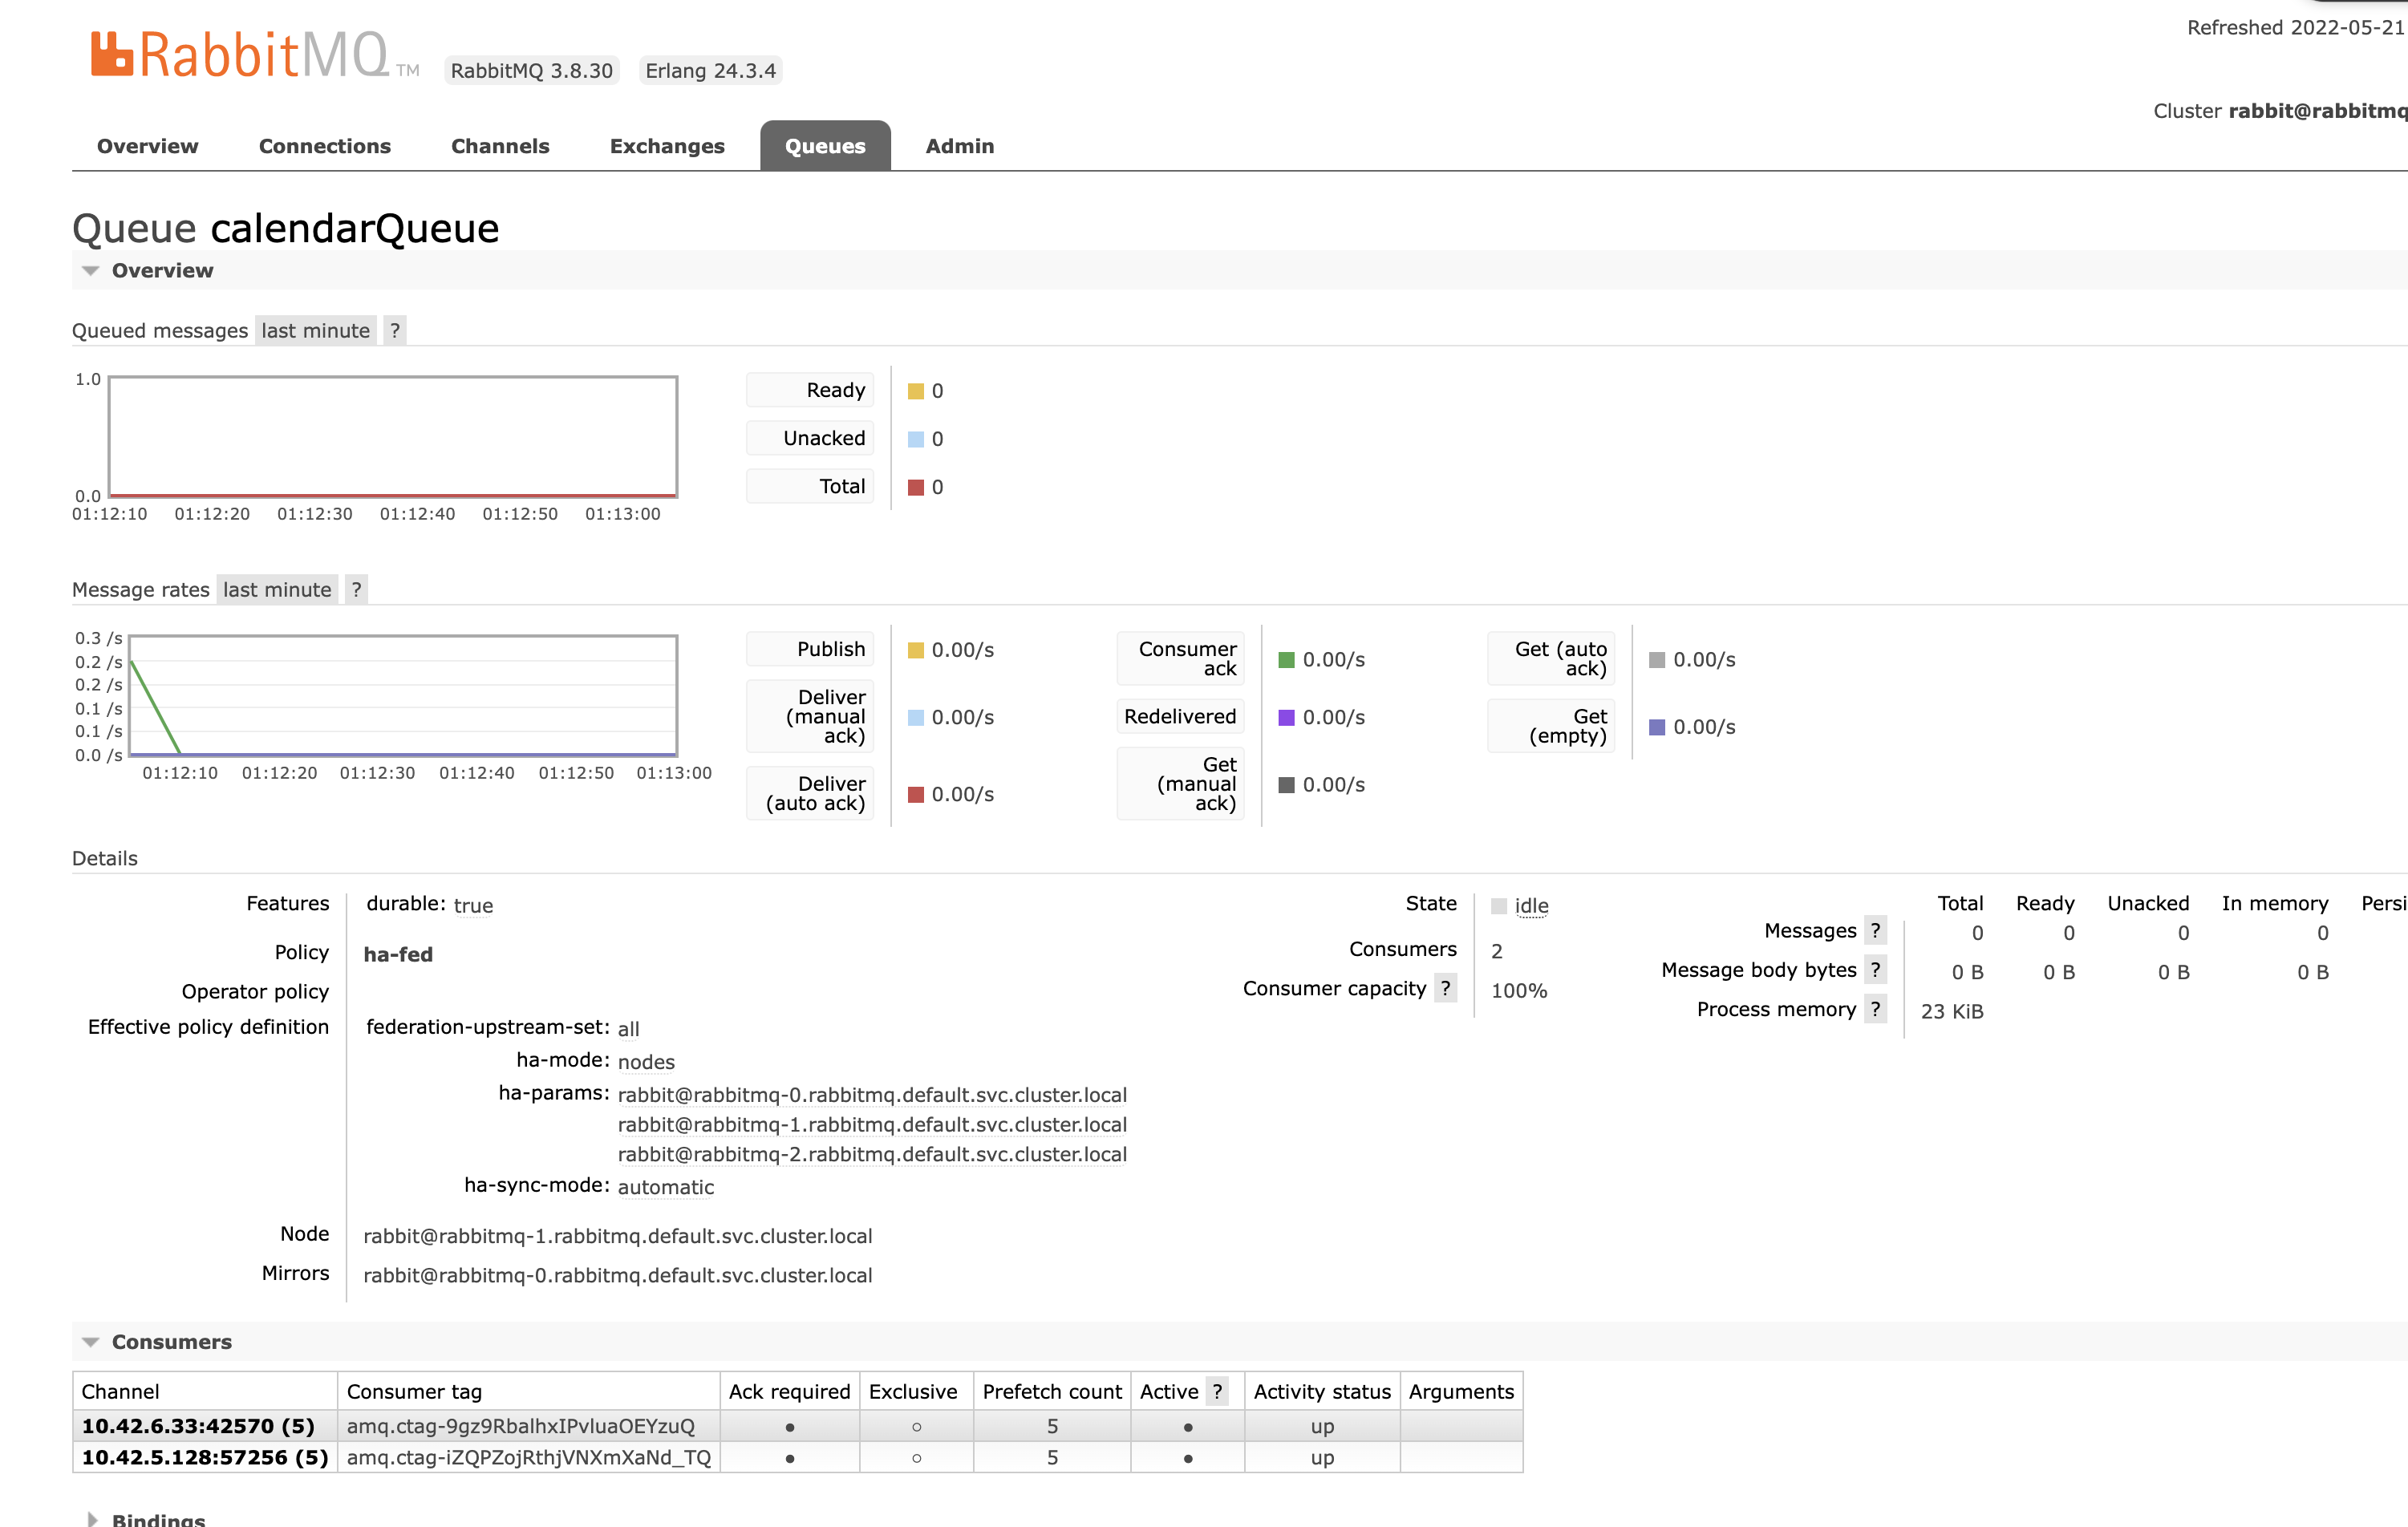 RabbitMQ TM RabbitMQ 3.8.30 Erlang 24.3.4
Refreshed 2022-05-21
Cluster rabbit@rabbitmq
Overview Connections Channels Exchanges Queues Admin
Queue calendarQueue
Overview
Queued messages last minute ?
1.0
0.0
01:12:10 01:12:20 01:12:30 01:12:40 01:12:50 01:13:00
Ready 0
Unacked 0
Total 0
Message rates last minute ?
0.3 /s
0.2 /s
0.2 /s
0.1 /s
0.1 /s
0.0 /s
01:12:10 01:12:20 01:12:30 01:12:40 01:12:50 01:13:00
Publish 0.00/s
Deliver
(manual 0.00/s
ack)
Deliver
(auto ack) 0.00/s
Consumer
ack 0.00/s
Redelivered 0.00/s
Get
(manual 0.00/s
ack)
Get (auto
ack) 0.00/s
Get
(empty) 0.00/s
Details
Features durable: true
Policy ha-fed
Operator policy
Effective policy definition federation-upstream-set: all
ha-mode: nodes
ha-params: rabbit@rabbitmq-0.rabbitmq.default.svc.cluster.local
rabbit@rabbitmq-1.rabbitmq.default.svc.cluster.local
rabbit@rabbitmq-2.rabbitmq.default.svc.cluster.local
ha-sync-mode: automatic
Node rabbit@rabbitmq-1.rabbitmq.default.svc.cluster.local
Mirrors rabbit@rabbitmq-0.rabbitmq.default.svc.cluster.local
State idle
Consumers 2
Consumer capacity ? 100%
Total Ready Unacked In memory Persi
Messages ? 0 0 0 0
Message body bytes ? 0 B 0 B 0 B 0 B
Process memory ? 23 KiB
Consumers
Channel Consumer tag Ack required Exclusive Prefetch count Active ? Activity status Arguments
10.42.6.33:42570 (5) amq.ctag-9gz9RbalhxIPvluaOEYzuQ ● ○ 5 ● up
10.42.5.128:57256 (5) amq.ctag-iZQPZojRthjVNXmXaNd_TQ ● ○ 5 ● up
Bindings